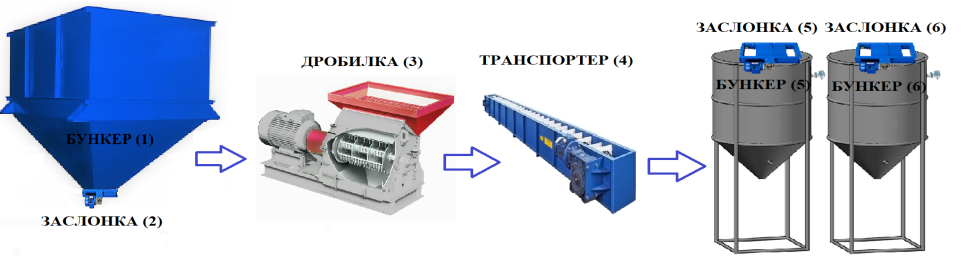 ЗАСЛОНКА (5) ЗАСЛОНКА (6)
ДРОБИЛКА (3)
ТРАНСПОРТЕР (4)
БУНКЕР (5)
БУНКЕР (6)
БУНКЕР (1)
ЗАСЛОНКА (2)